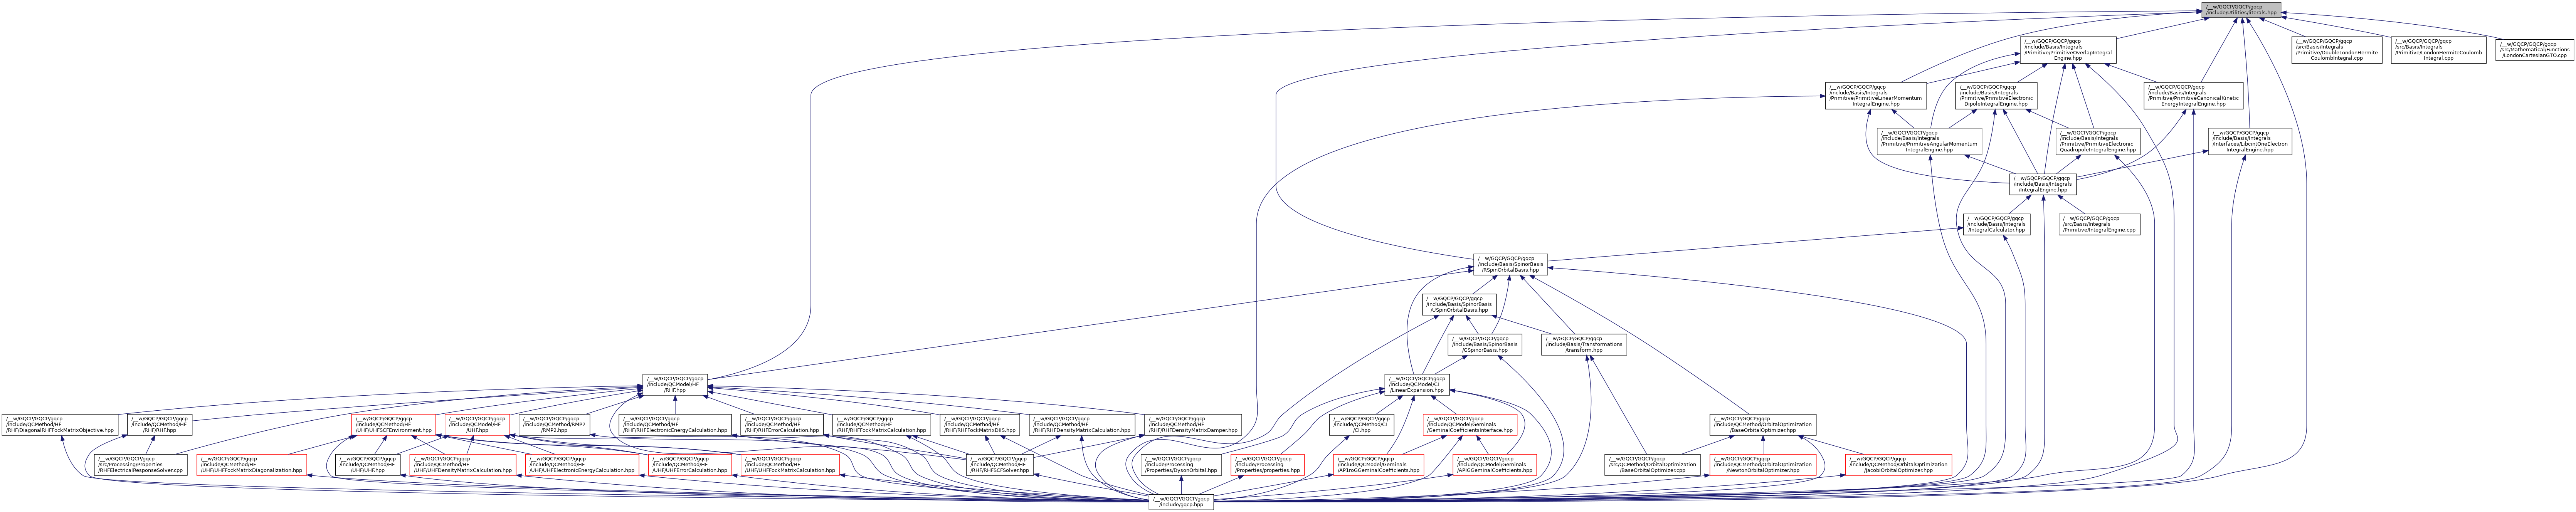 /__w/GQCP/GQCP/gqcp
/include/Utilities/literals.hpp
/__w/GQCP/GQCP/gqcp
/include/Basis/Integrals
/Primitive/PrimitiveOverlapIntegral
Engine.hpp
/__w/GQCP/GQCP/gqcp
/src/Basis/Integrals
/Primitive/DoubleLondonHermite
CoulombIntegral.cpp
/__w/GQCP/GQCP/gqcp
/src/Basis/Integrals
/Primitive/LondonHermiteCoulomb
Integral.cpp
/__w/GQCP/GQCP/gqcp
/src/Mathematical/Functions
/LondonCartesianGTO.cpp
/__w/GQCP/GQCP/gqcp
/include/Basis/Integrals
/Primitive/PrimitiveLinearMomentum
IntegralEngine.hpp
/__w/GQCP/GQCP/gqcp
/include/Basis/Integrals
/Primitive/PrimitiveElectronic
DipoleIntegralEngine.hpp
/__w/GQCP/GQCP/gqcp
/include/Basis/Integrals
/Primitive/PrimitiveCanonicalKinetic
EnergyIntegralEngine.hpp
/__w/GQCP/GQCP/gqcp
/include/Basis/Integrals
/Primitive/PrimitiveAngularMomentum
IntegralEngine.hpp
/__w/GQCP/GQCP/gqcp
/include/Basis/Integrals
/Primitive/PrimitiveElectronic
QuadrupoleIntegralEngine.hpp
/__w/GQCP/GQCP/gqcp
/include/Basis/Integrals
/Interfaces/LibcintOneElectron
IntegralEngine.hpp
/__w/GQCP/GQCP/gqcp
/include/Basis/Integrals
/IntegralEngine.hpp
/__w/GQCP/GQCP/gqcp
/include/Basis/Integrals
/IntegralCalculator.hpp
/__w/GQCP/GQCP/gqcp
/src/Basis/Integrals
/Primitive/IntegralEngine.cpp
/__w/GQCP/GQCP/gqcp
/include/Basis/SpinorBasis
/RSpinOrbitalBasis.hpp
/__w/GQCP/GQCP/gqcp
/include/Basis/SpinorBasis
/USpinOrbitalBasis.hpp
/__w/GQCP/GQCP/gqcp
/include/Basis/SpinorBasis
/GSpinorBasis.hpp
/__w/GQCP/GQCP/gqcp
/include/Basis/Transformations
/transform.hpp
/__w/GQCP/GQCP/gqcp
/include/QCModel/HF
/RHF.hpp
/__w/GQCP/GQCP/gqcp
/include/QCModel/CI
/LinearExpansion.hpp
/__w/GQCP/GQCP/gqcp
/include/QCMethod/HF
/RHF/DiagonalRHFFockMatrixObjective.hpp
/__w/GQCP/GQCP/gqcp
/include/QCMethod/HF
/RHF/RHF.hpp
/__w/GQCP/GQCP/gqcp
/include/QCMethod/HF
/UHF/UHFSCFEnvironment.hpp
/__w/GQCP/GQCP/gqcp
/include/QCModel/HF
/UHF.hpp
/__w/GQCP/GQCP/gqcp
/include/QCMethod/RMP2
/RMP2.hpp
/__w/GQCP/GQCP/gqcp
/include/QCMethod/HF
/RHF/RHFElectronicEnergyCalculation.hpp
/__w/GQCP/GQCP/gqcp
/include/QCMethod/HF
/RHF/RHFErrorCalculation.hpp
/__w/GQCP/GQCP/gqcp
/include/QCMethod/HF
/RHF/RHFFockMatrixCalculation.hpp
/__w/GQCP/GQCP/gqcp
/include/QCMethod/HF
/RHF/RHFFockMatrixDIIS.hpp
/__w/GQCP/GQCP/gqcp
/include/QCMethod/HF
/RHF/RHFDensityMatrixCalculation.hpp
/__w/GQCP/GQCP/gqcp
/include/QCMethod/HF
/RHF/RHFDensityMatrixDamper.hpp
/__w/GQCP/GQCP/gqcp
/include/QCMethod/CI
/CI.hpp
/__w/GQCP/GQCP/gqcp
/include/QCModel/Geminals
/GeminalCoefficientsInterface.hpp
/__w/GQCP/GQCP/gqcp
/include/QCMethod/OrbitalOptimization
/BaseOrbitalOptimizer.hpp
/__w/GQCP/GQCP/gqcp
/src/Processing/Properties
/RHFElectricalResponseSolver.cpp
/__w/GQCP/GQCP/gqcp
/include/QCMethod/HF
/UHF/UHFFockMatrixDiagonalization.hpp
/__w/GQCP/GQCP/gqcp
/include/QCMethod/HF
/UHF/UHF.hpp
/__w/GQCP/GQCP/gqcp
/include/QCMethod/HF
/UHF/UHFDensityMatrixCalculation.hpp
/__w/GQCP/GQCP/gqcp
/include/QCMethod/HF
/UHF/UHFElectronicEnergyCalculation.hpp
/__w/GQCP/GQCP/gqcp
/include/QCMethod/HF
/UHF/UHFErrorCalculation.hpp
/__w/GQCP/GQCP/gqcp
/include/QCMethod/HF
/UHF/UHFFockMatrixCalculation.hpp
/__w/GQCP/GQCP/gqcp
/include/QCMethod/HF
/RHF/RHFSCFSolver.hpp
/__w/GQCP/GQCP/gqcp
/include/Processing
/Properties/DysonOrbital.hpp
/__w/GQCP/GQCP/gqcp
/include/Processing
/Properties/properties.hpp
/__w/GQCP/GQCP/gqcp
/include/QCModel/Geminals
/AP1roGGeminalCoefficients.hpp
/__w/GQCP/GQCP/gqcp
/include/QCModel/Geminals
/APIGGeminalCoefficients.hpp
/__w/GQCP/GQCP/gqcp
/src/QCMethod/OrbitalOptimization
/BaseOrbitalOptimizer.cpp
/__w/GQCP/GQCP/gqcp
/include/QCMethod/OrbitalOptimization
/NewtonOrbitalOptimizer.hpp
/__w/GQCP/GQCP/gqcp
/include/QCMethod/OrbitalOptimization
/JacobiOrbitalOptimizer.hpp
/__w/GQCP/GQCP/gqcp
/include/gqcp.hpp